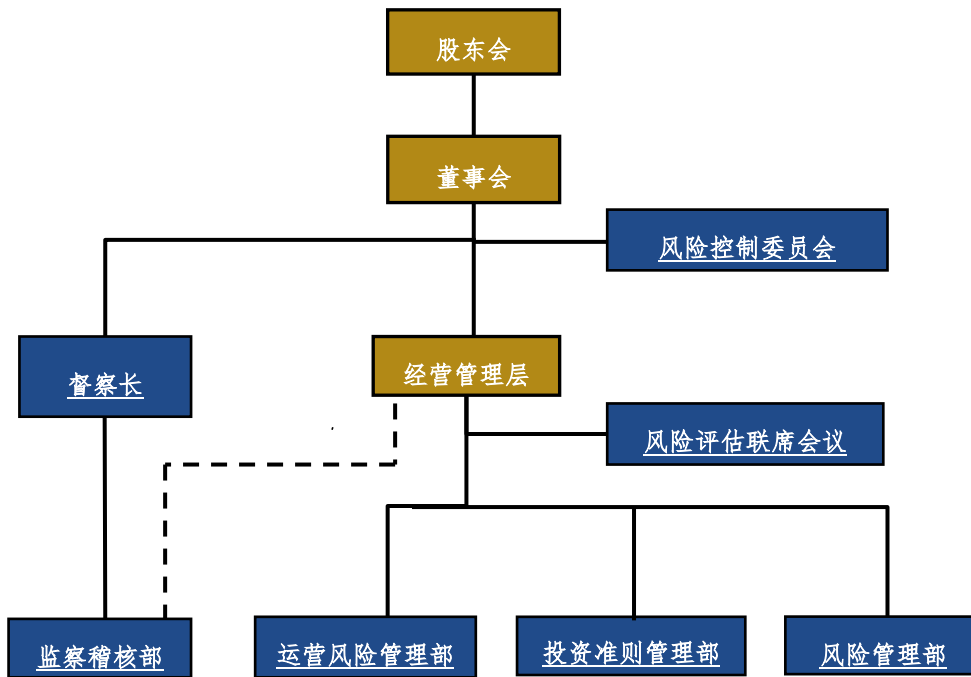 股东会
董事会
风险控制委员会
督察长
经营管理层
风险评估联席会议
监察稽核部
运营风险管理部
投资准则管理部
风险管理部